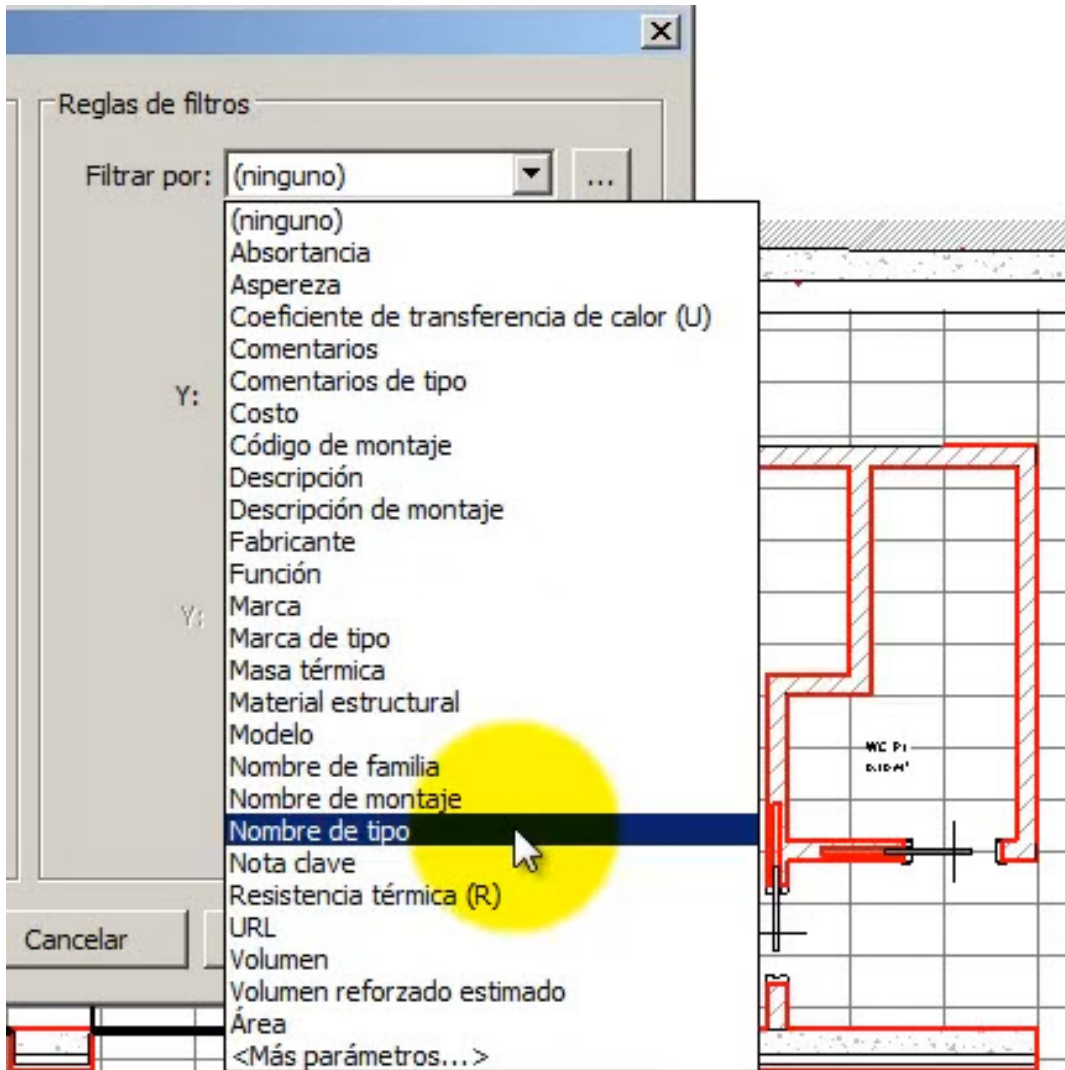 Reglas de filtros
Filtrar por: (ninguno) ...
(ninguno)
Absortancia
Aspereza
Coeficiente de transferencia de calor (U)
Comentarios
Comentarios de tipo
Y:
Costo
Código de montaje
Descripción
Descripción de montaje
Fabricante
Función
Marca
Y:
Marca de tipo
Masa térmica
Material estructural
Modelo
Nombre de familia
Nombre de montaje
Nombre de tipo
Nota clave
Resistencia térmica (R)
URL
Volumen
Volumen reforzado estimado
Área
<Más parámetros...>
Cancelar